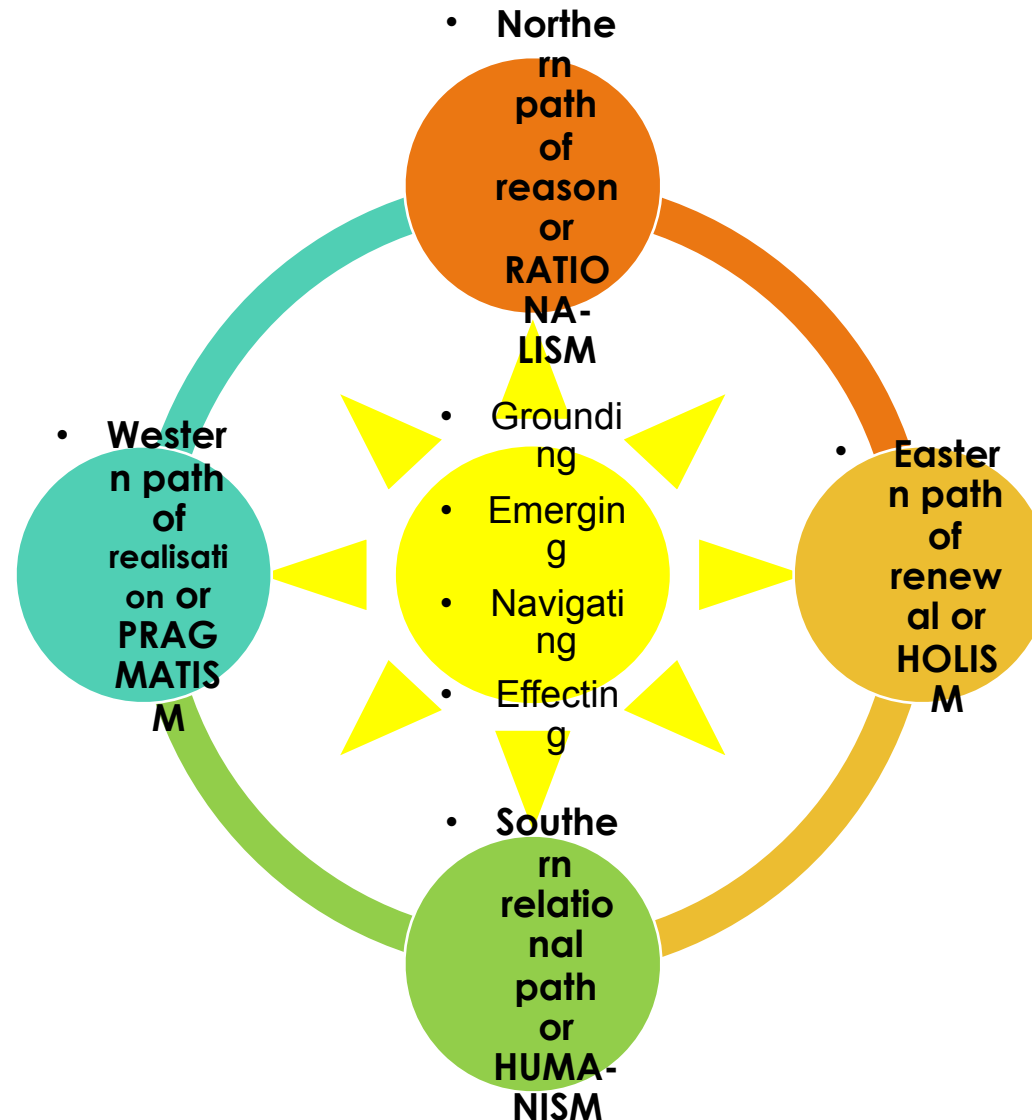 • Northe
rn
path
of
reason
or
RATIO
NA-
LISM
• Groundi
ng
• Emergin
g
• Navigati
ng
• Effectin
g
• Wester
n path
of
realisati
on or
PRAG
MATIS
M
• Easter
n path
of
renew
al or
HOLIS
M
• Southe
rn
relatio
nal
path
or
HUMA-
NISM